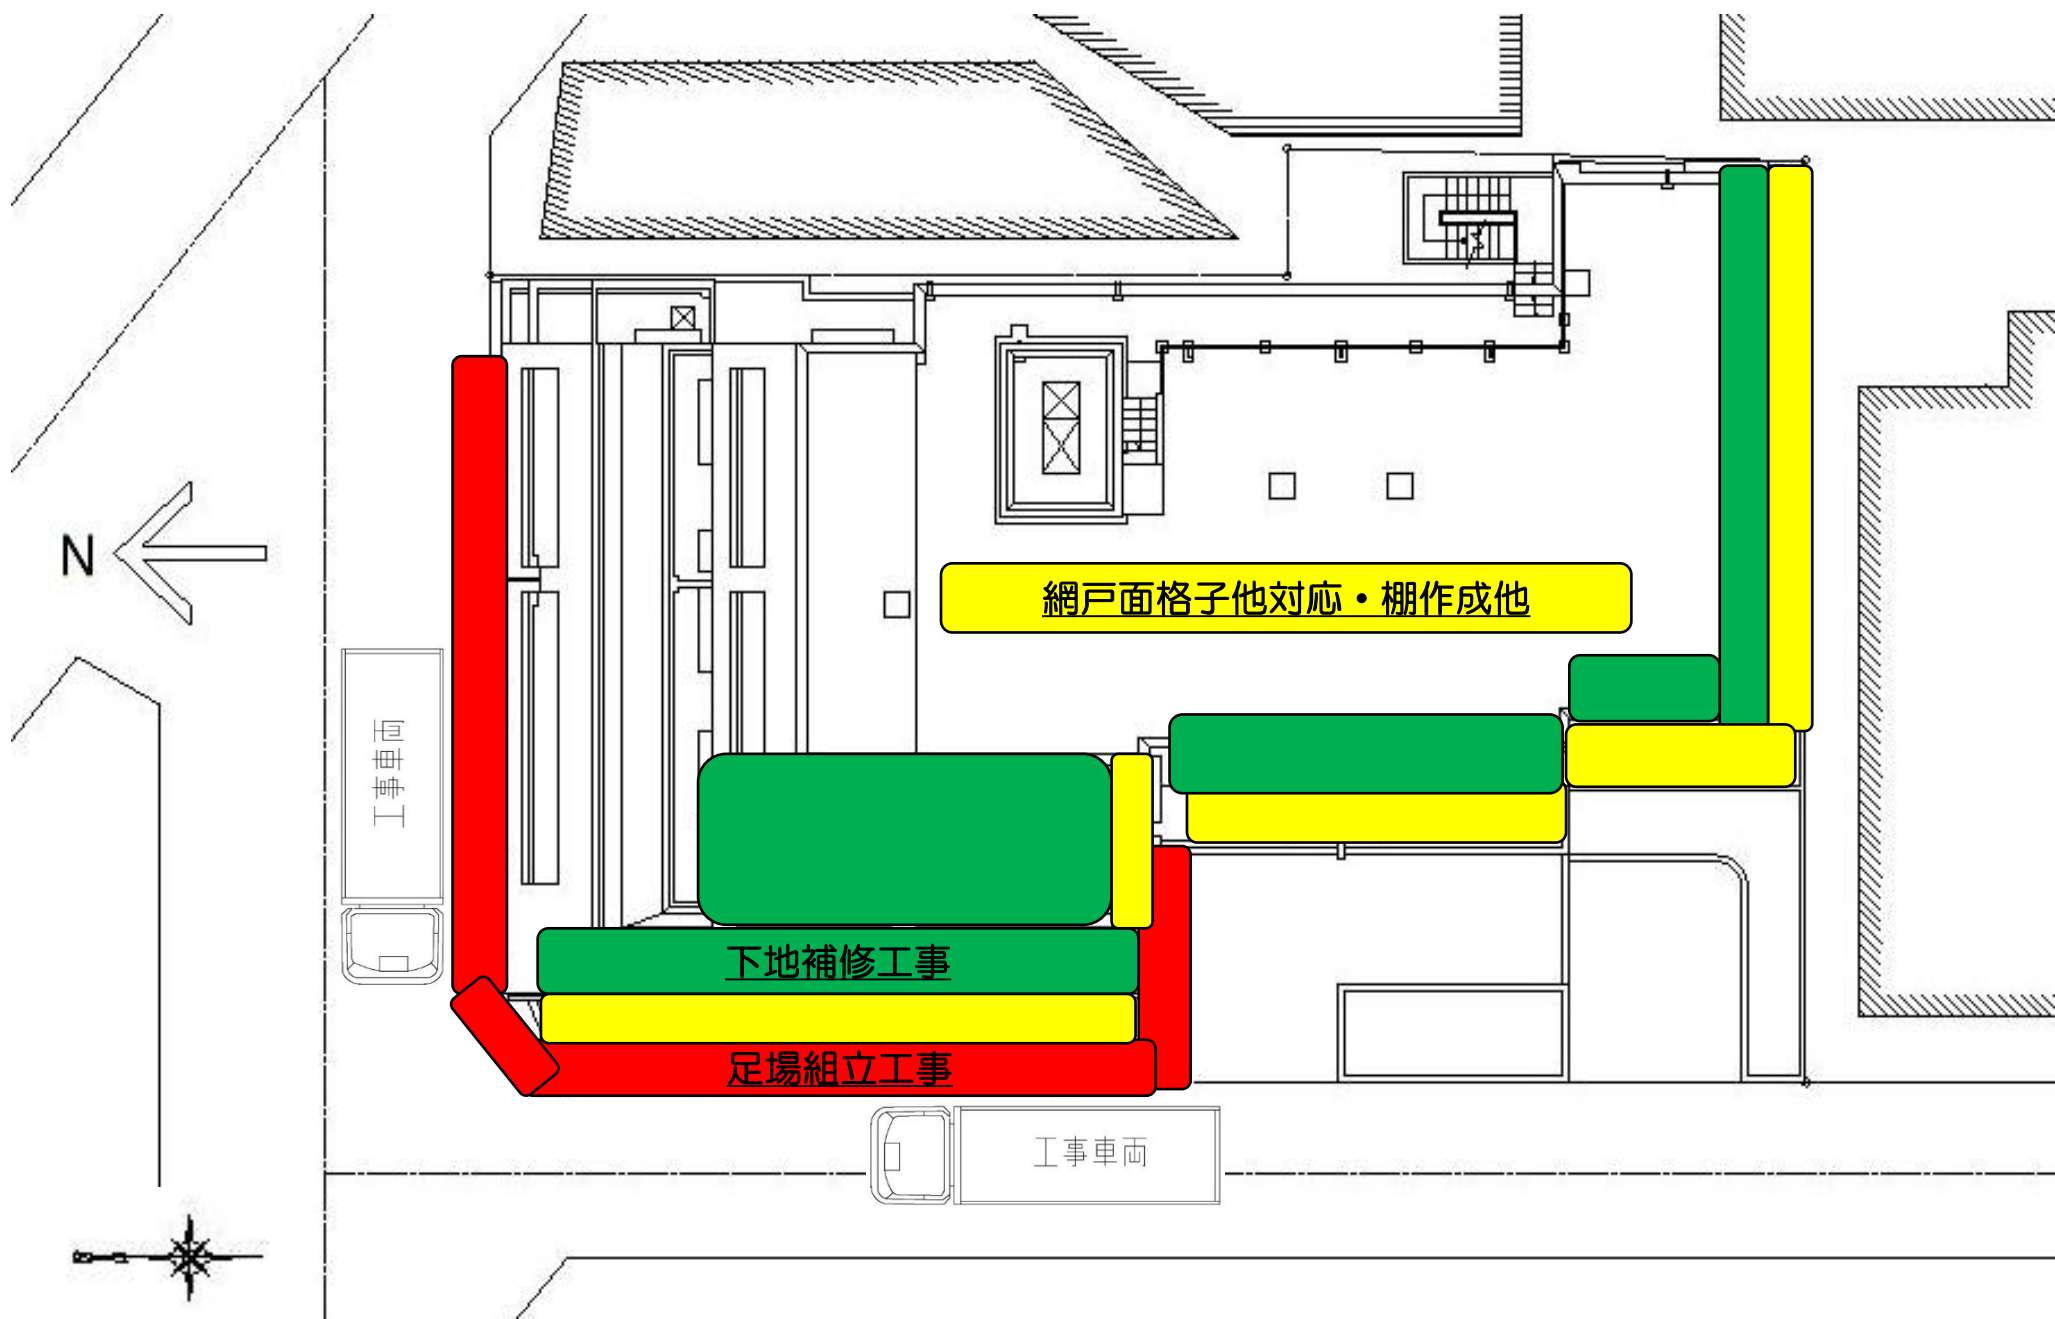 N
網戸面格子他対応・棚作成他
工事車両
下地補修工事
足場組立工事
工事車両